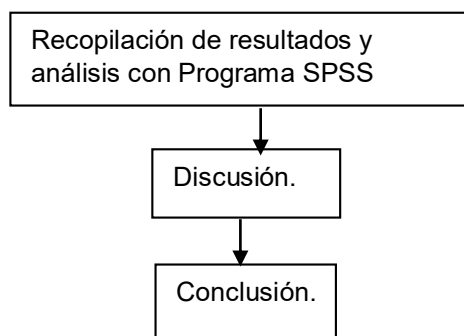 Recopilación de resultados y
análisis con Programa SPSS
Discusión.
Conclusión.